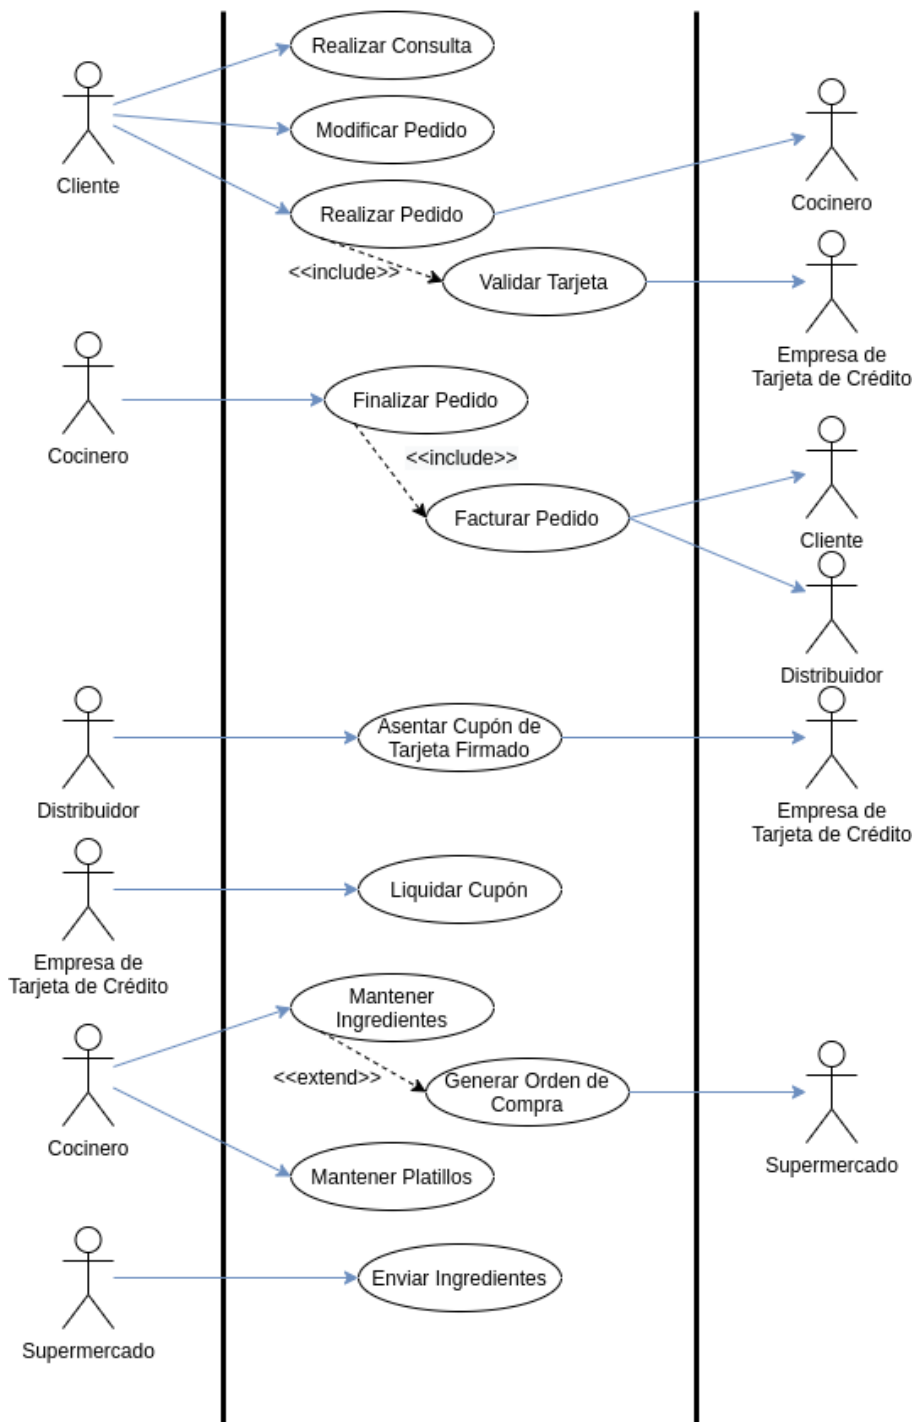 Realizar Consulta
Modificar Pedido
Cliente
Realizar Pedido
Cocinero
<<include>>
Validar Tarjeta
Empresa de
Tarjeta de Crédito
Cocinero
Finalizar Pedido
<<include>>
Facturar Pedido
Cliente
Distribuidor
Distribuidor
Asentar Cupón de
Tarjeta Firmado
Empresa de
Tarjeta de Crédito
Empresa de
Tarjeta de Crédito
Liquidar Cupón
Cocinero
Mantener
Ingredientes
<<extend>>
Generar Orden de
Compra
Supermercado
Mantener Platillos
Supermercado
Enviar Ingredientes